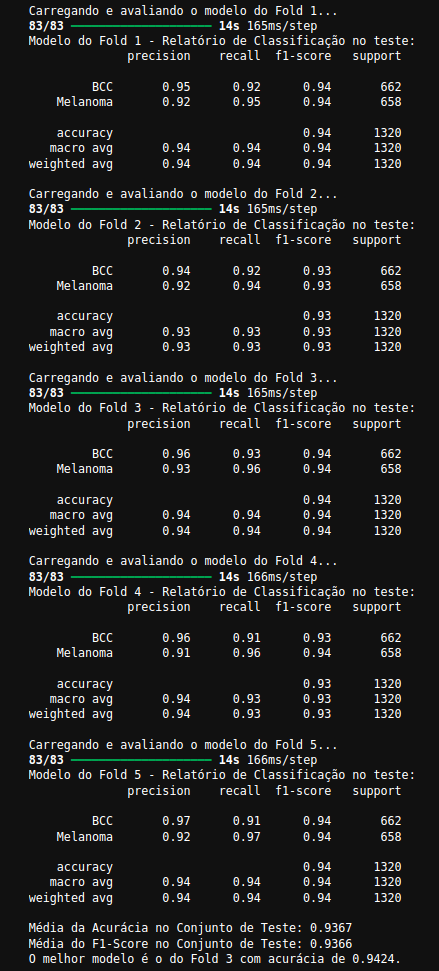 Carregando e avaliando o modelo do Fold 1...
83/83 ━━━━━━━━━━━━━━━━━━━━ 14s 165ms/step
Modelo do Fold 1 - Relatório de Classificação no teste:
              precision    recall  f1-score   support
         BCC       0.95      0.92      0.94       662
    Melanoma       0.92      0.95      0.94       658
    accuracy                           0.94      1320
   macro avg       0.94      0.94      0.94      1320
weighted avg       0.94      0.94      0.94      1320
Carregando e avaliando o modelo do Fold 2...
83/83 ━━━━━━━━━━━━━━━━━━━━ 14s 165ms/step
Modelo do Fold 2 - Relatório de Classificação no teste:
              precision    recall  f1-score   support
         BCC       0.94      0.92      0.93       662
    Melanoma       0.92      0.94      0.93       658
    accuracy                           0.93      1320
   macro avg       0.93      0.93      0.93      1320
weighted avg       0.93      0.93      0.93      1320
Carregando e avaliando o modelo do Fold 3...
83/83 ━━━━━━━━━━━━━━━━━━━━ 14s 165ms/step
Modelo do Fold 3 - Relatório de Classificação no teste:
              precision    recall  f1-score   support
         BCC       0.96      0.93      0.94       662
    Melanoma       0.93      0.96      0.94       658
    accuracy                           0.94      1320
   macro avg       0.94      0.94      0.94      1320
weighted avg       0.94      0.94      0.94      1320
Carregando e avaliando o modelo do Fold 4...
83/83 ━━━━━━━━━━━━━━━━━━━━ 14s 166ms/step
Modelo do Fold 4 - Relatório de Classificação no teste:
              precision    recall  f1-score   support
         BCC       0.96      0.91      0.93       662
    Melanoma       0.91      0.96      0.94       658
    accuracy                           0.93      1320
   macro avg       0.94      0.93      0.93      1320
weighted avg       0.94      0.93      0.93      1320
Carregando e avaliando o modelo do Fold 5...
83/83 ━━━━━━━━━━━━━━━━━━━━ 14s 166ms/step
Modelo do Fold 5 - Relatório de Classificação no teste:
              precision    recall  f1-score   support
         BCC       0.97      0.91      0.94       662
    Melanoma       0.92      0.97      0.94       658
    accuracy                           0.94      1320
   macro avg       0.94      0.94      0.94      1320
weighted avg       0.94      0.94      0.94      1320
Média da Acurácia no Conjunto de Teste: 0.9367
Média do F1-Score no Conjunto de Teste: 0.9366
O melhor modelo é o do Fold 3 com acurácia de 0.9424.